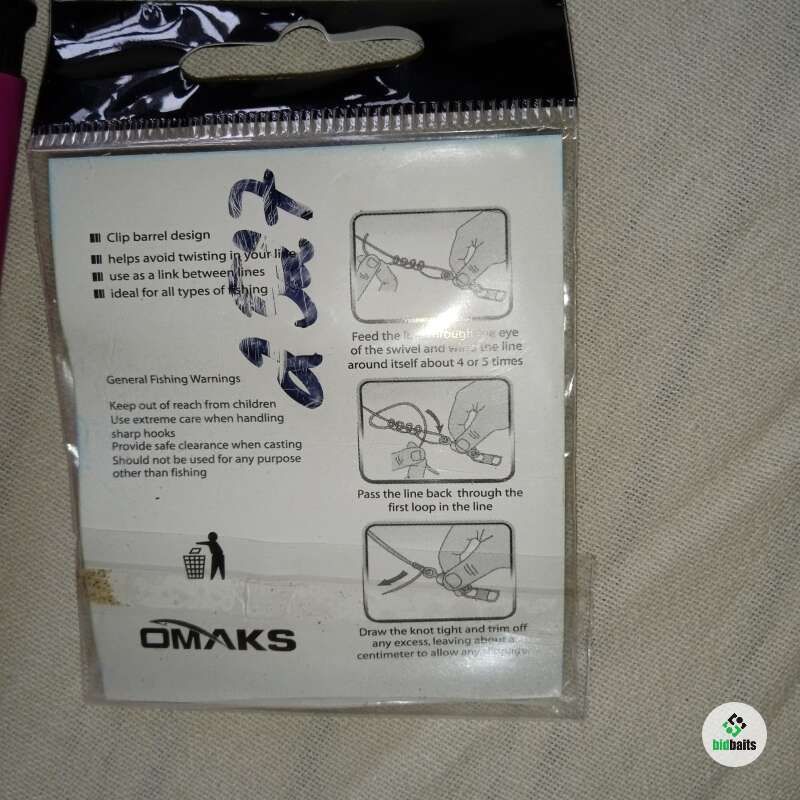 Clip barrel design
helps avoid twisting in your line
use as a link between lines
ideal for all types of fishing
General Fishing Warnings
Keep out of reach from children
Use extreme care when handling
sharp hooks
Provide safe clearance when casting
Should not be used for any purpose
other than fishing
OMAKS
Feed the line through the eye
of the swivel and wind the line
around itself about 4 or 5 times
Pass the line back through the
first loop in the line
Draw the knot tight and trim off
any excess, leaving about a
centimeter to allow any slippage
bidbaits